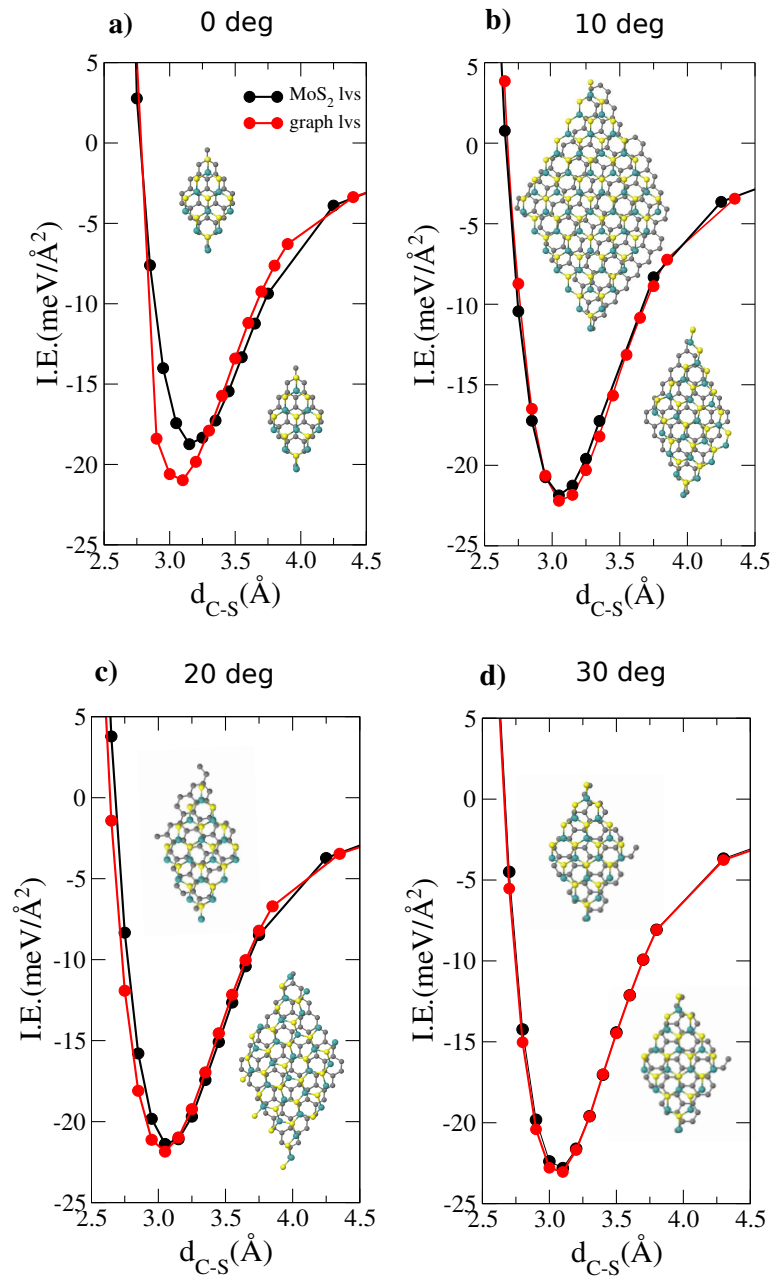 a) 0 deg
5
0
-5
-10
-15
-20
-25
I.E.(meV/Å²)
MoS₂ lvs
graph lvs
2.5 3.0 3.5 4.0 4.5
d_C-S(Å)
b) 10 deg
5
0
-5
-10
-15
-20
-25
I.E.(meV/Å²)
2.5 3.0 3.5 4.0 4.5
d_C-S(Å)
c) 20 deg
5
0
-5
-10
-15
-20
-25
I.E.(meV/Å²)
2.5 3.0 3.5 4.0 4.5
d_C-S(Å)
d) 30 deg
5
0
-5
-10
-15
-20
-25
I.E.(meV/Å²)
2.5 3.0 3.5 4.0 4.5
d_C-S(Å)